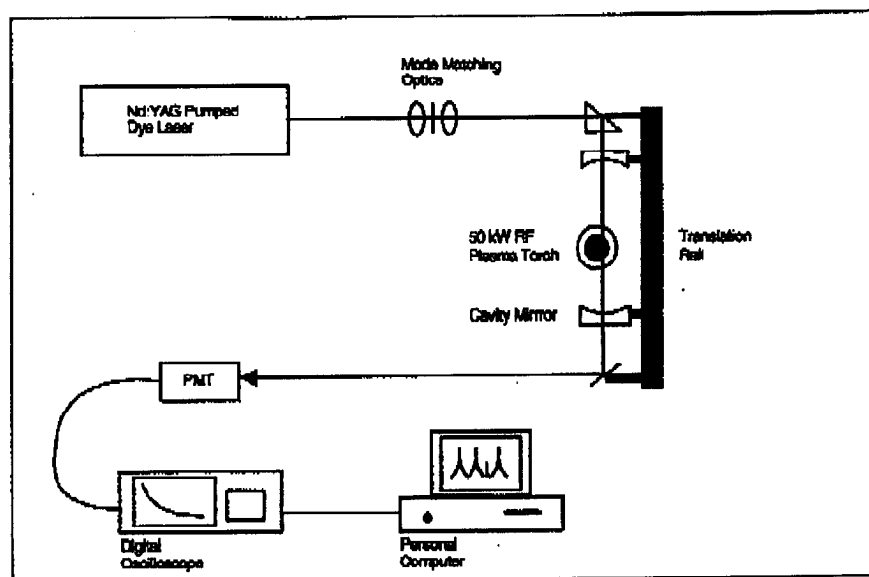 Mode Matching
Optics
Nd:YAG Pumped
Dye Laser
50 kW RF
Plasma Torch
Translation
Rail
Cavity Mirror
PMT
Digital
Oscilloscope
Personal
Computer